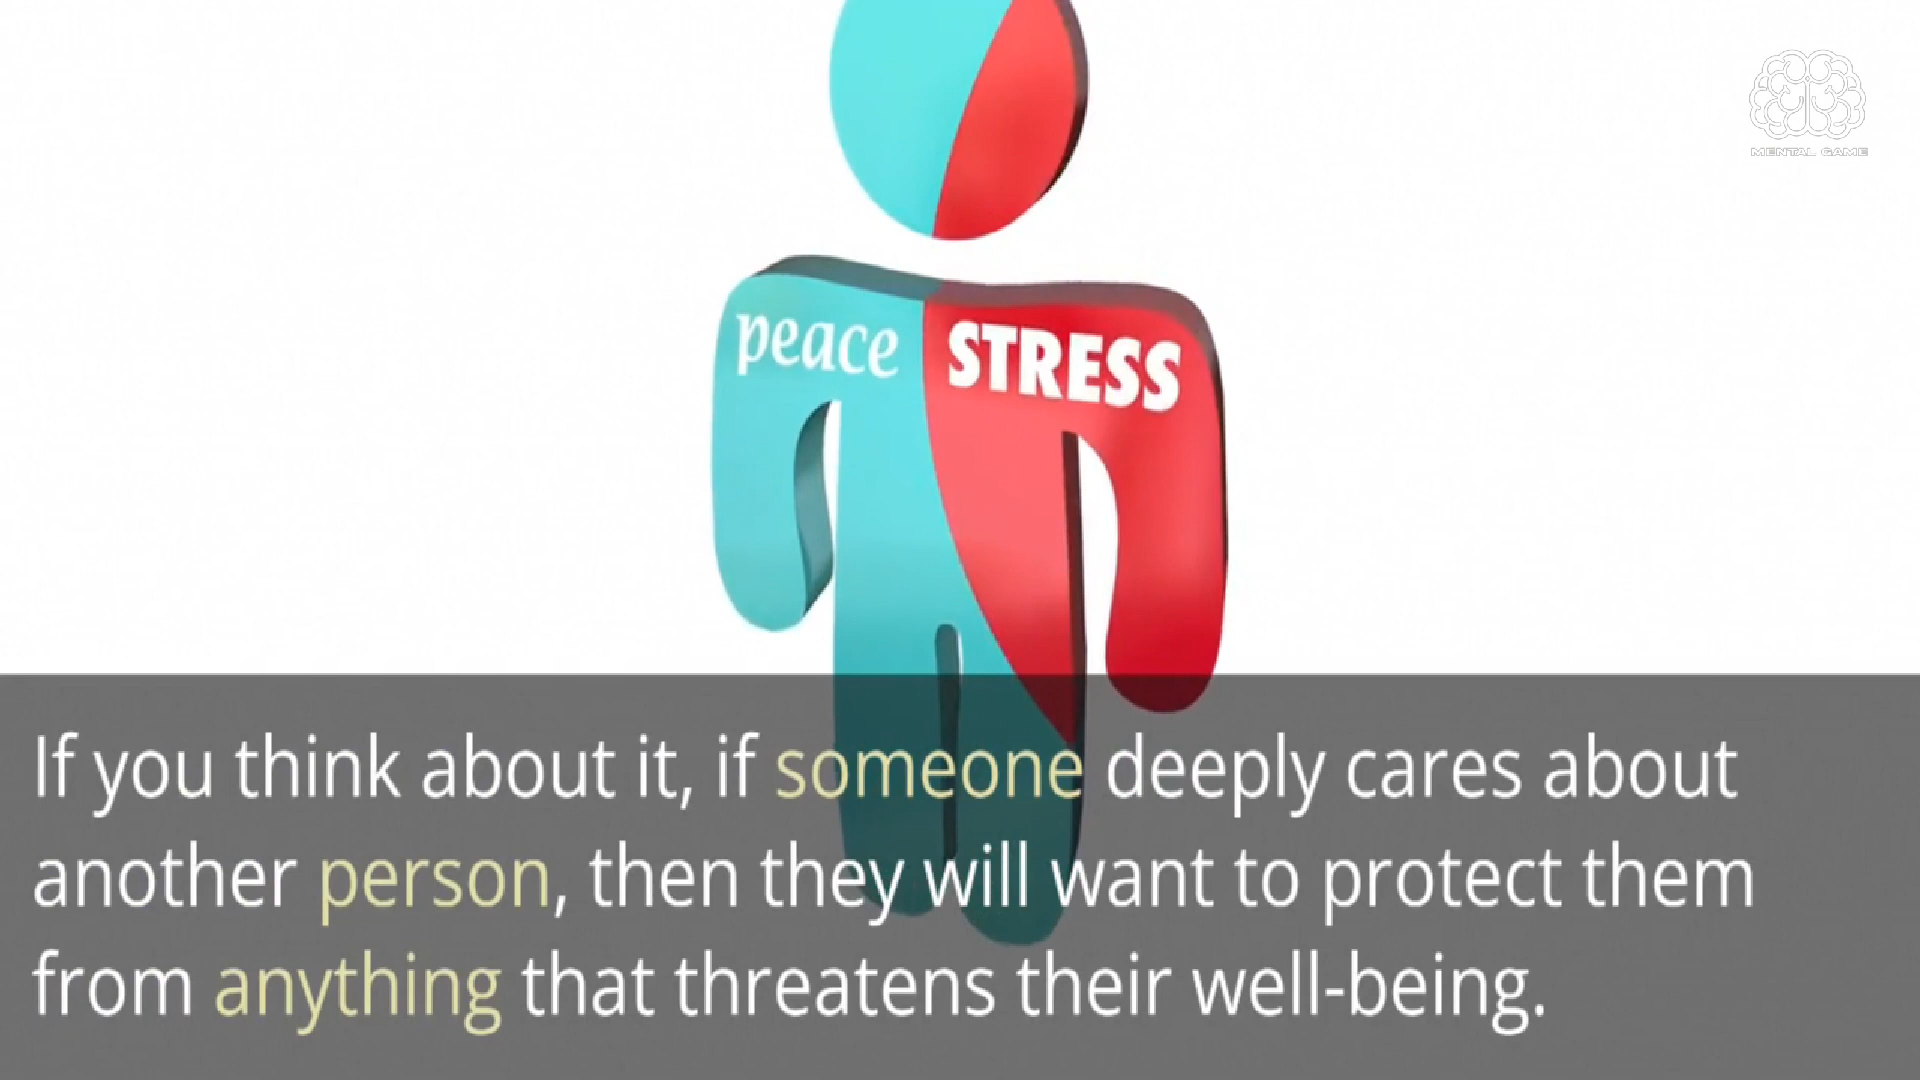 MENTAL GAME
peace STRESS
If you think about it, if someone deeply cares about
another person, then they will want to protect them
from anything that threatens their well-being.